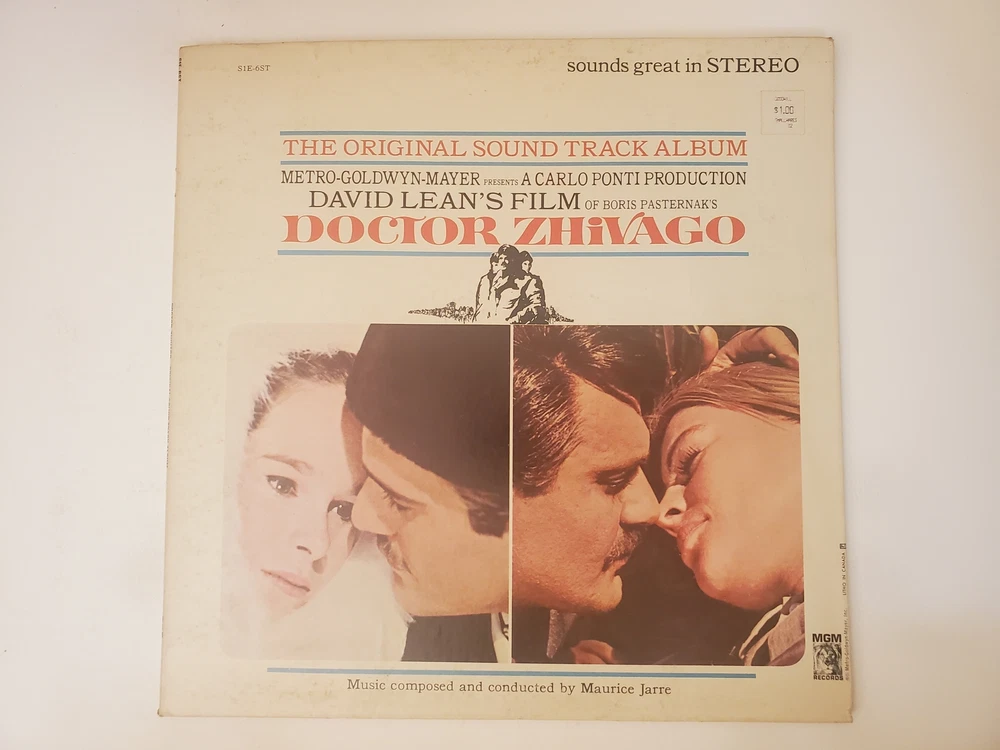 S1E-6ST
sounds great in STEREO
$1.00
THE ORIGINAL SOUND TRACK ALBUM
METRO-GOLDWYN-MAYER PRESENTS A CARLO PONTI PRODUCTION
DAVID LEAN'S FILM OF BORIS PASTERNAK'S
DOCTOR ZHiVAGO
MGM
RECORDS
Music composed and conducted by Maurice Jarre